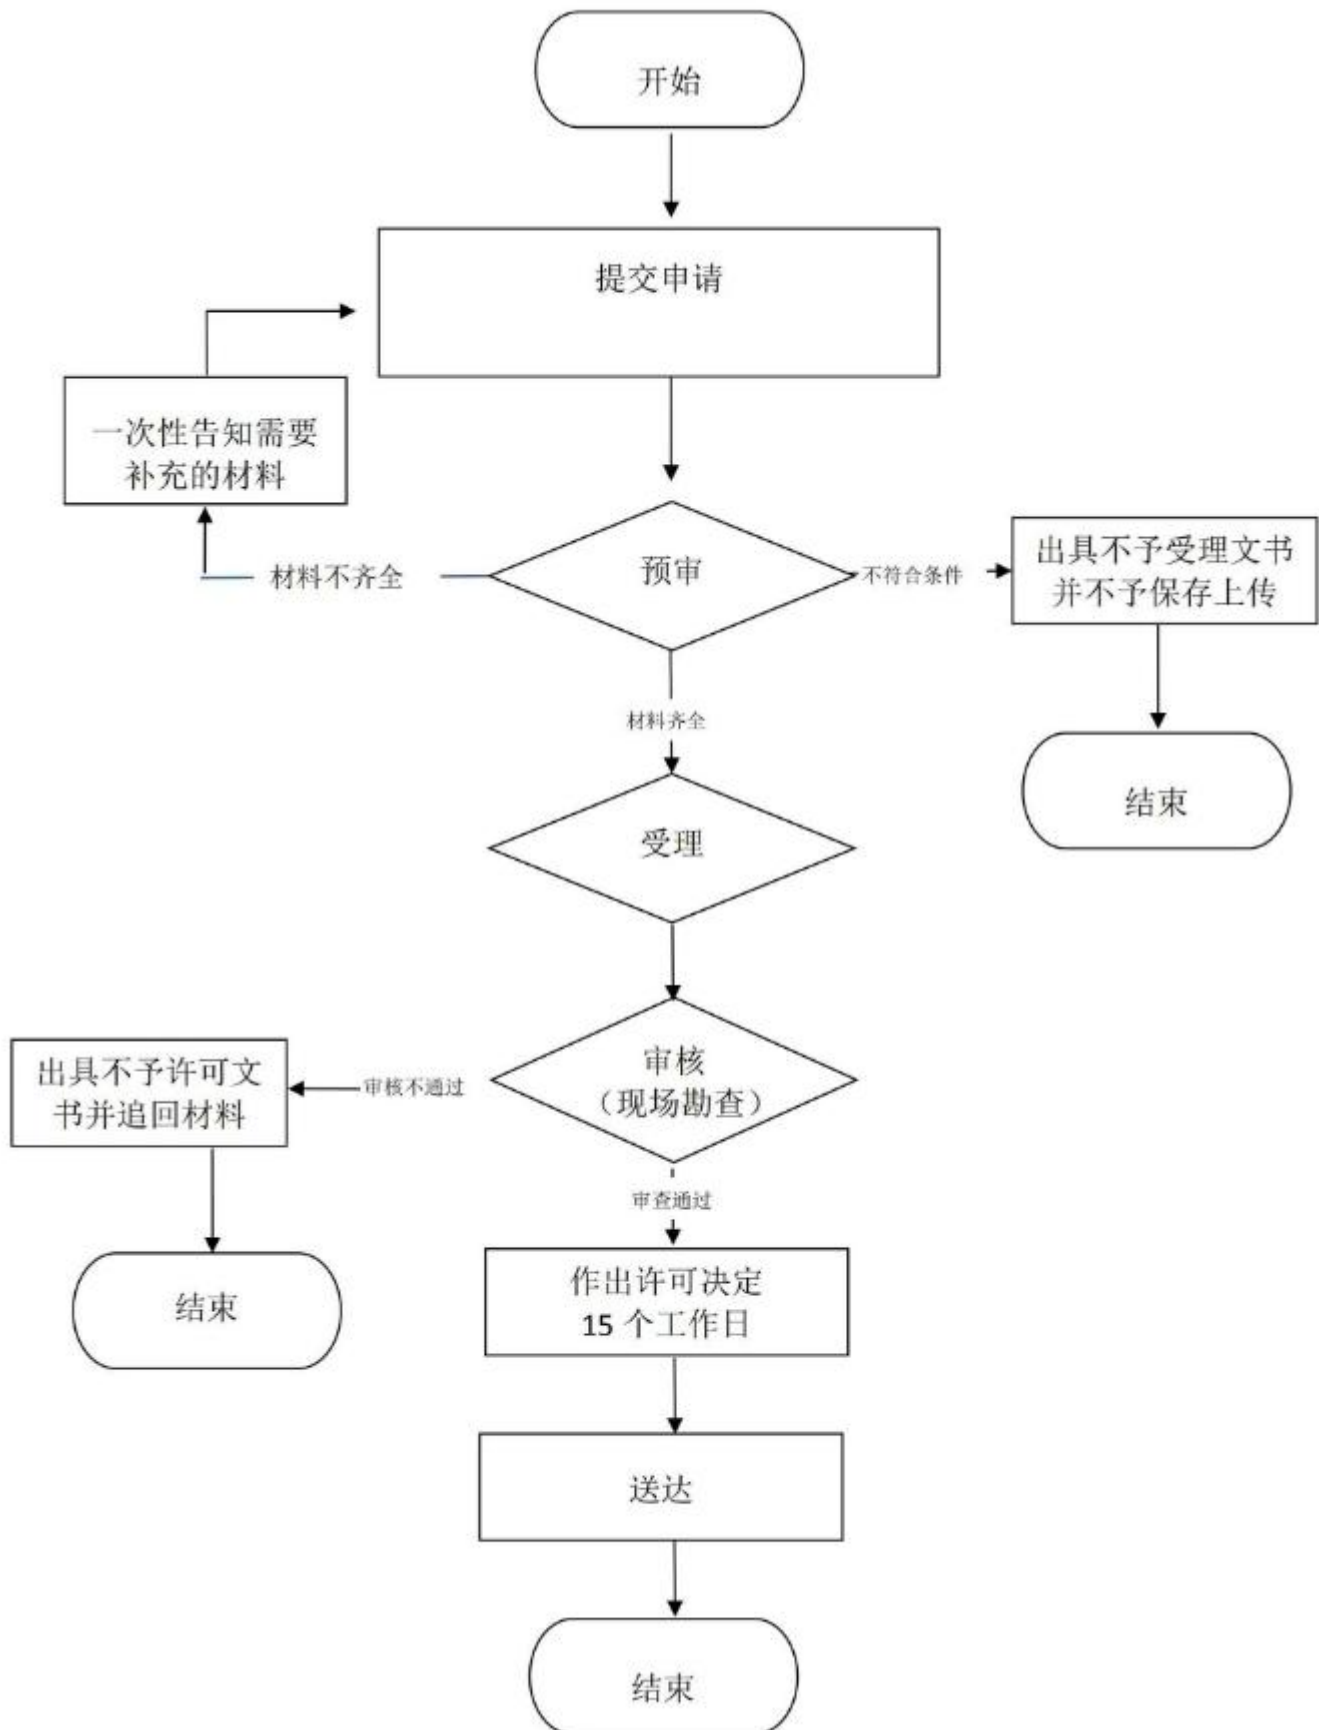 开始
提交申请
一次性告知需要
补充的材料
材料不齐全
预审
不符合条件
出具不予受理文书
并不予保存上传
结束
材料齐全
受理
审核
（现场勘查）
审核不通过
出具不予许可文
书并追回材料
结束
审查通过
作出许可决定
15 个工作日
送达
结束